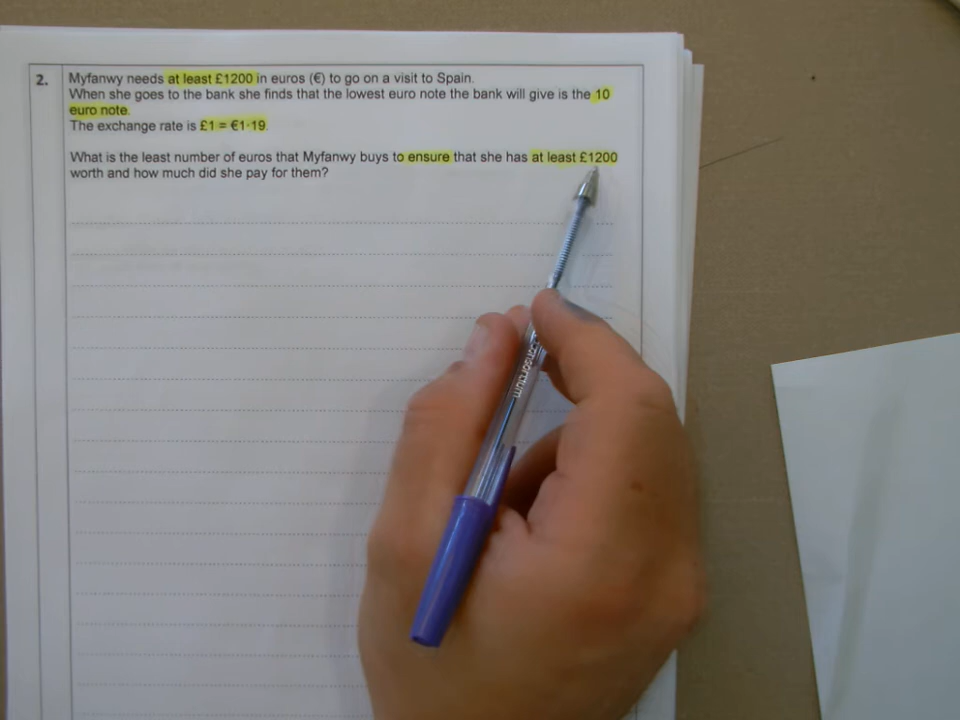 2. Myfanwy needs at least £1200 in euros (€) to go on a visit to Spain.
When she goes to the bank she finds that the lowest euro note the bank will give is the 10
euro note.
The exchange rate is £1 = €1·19.
What is the least number of euros that Myfanwy buys to ensure that she has at least £1200
worth and how much did she pay for them?
consortium